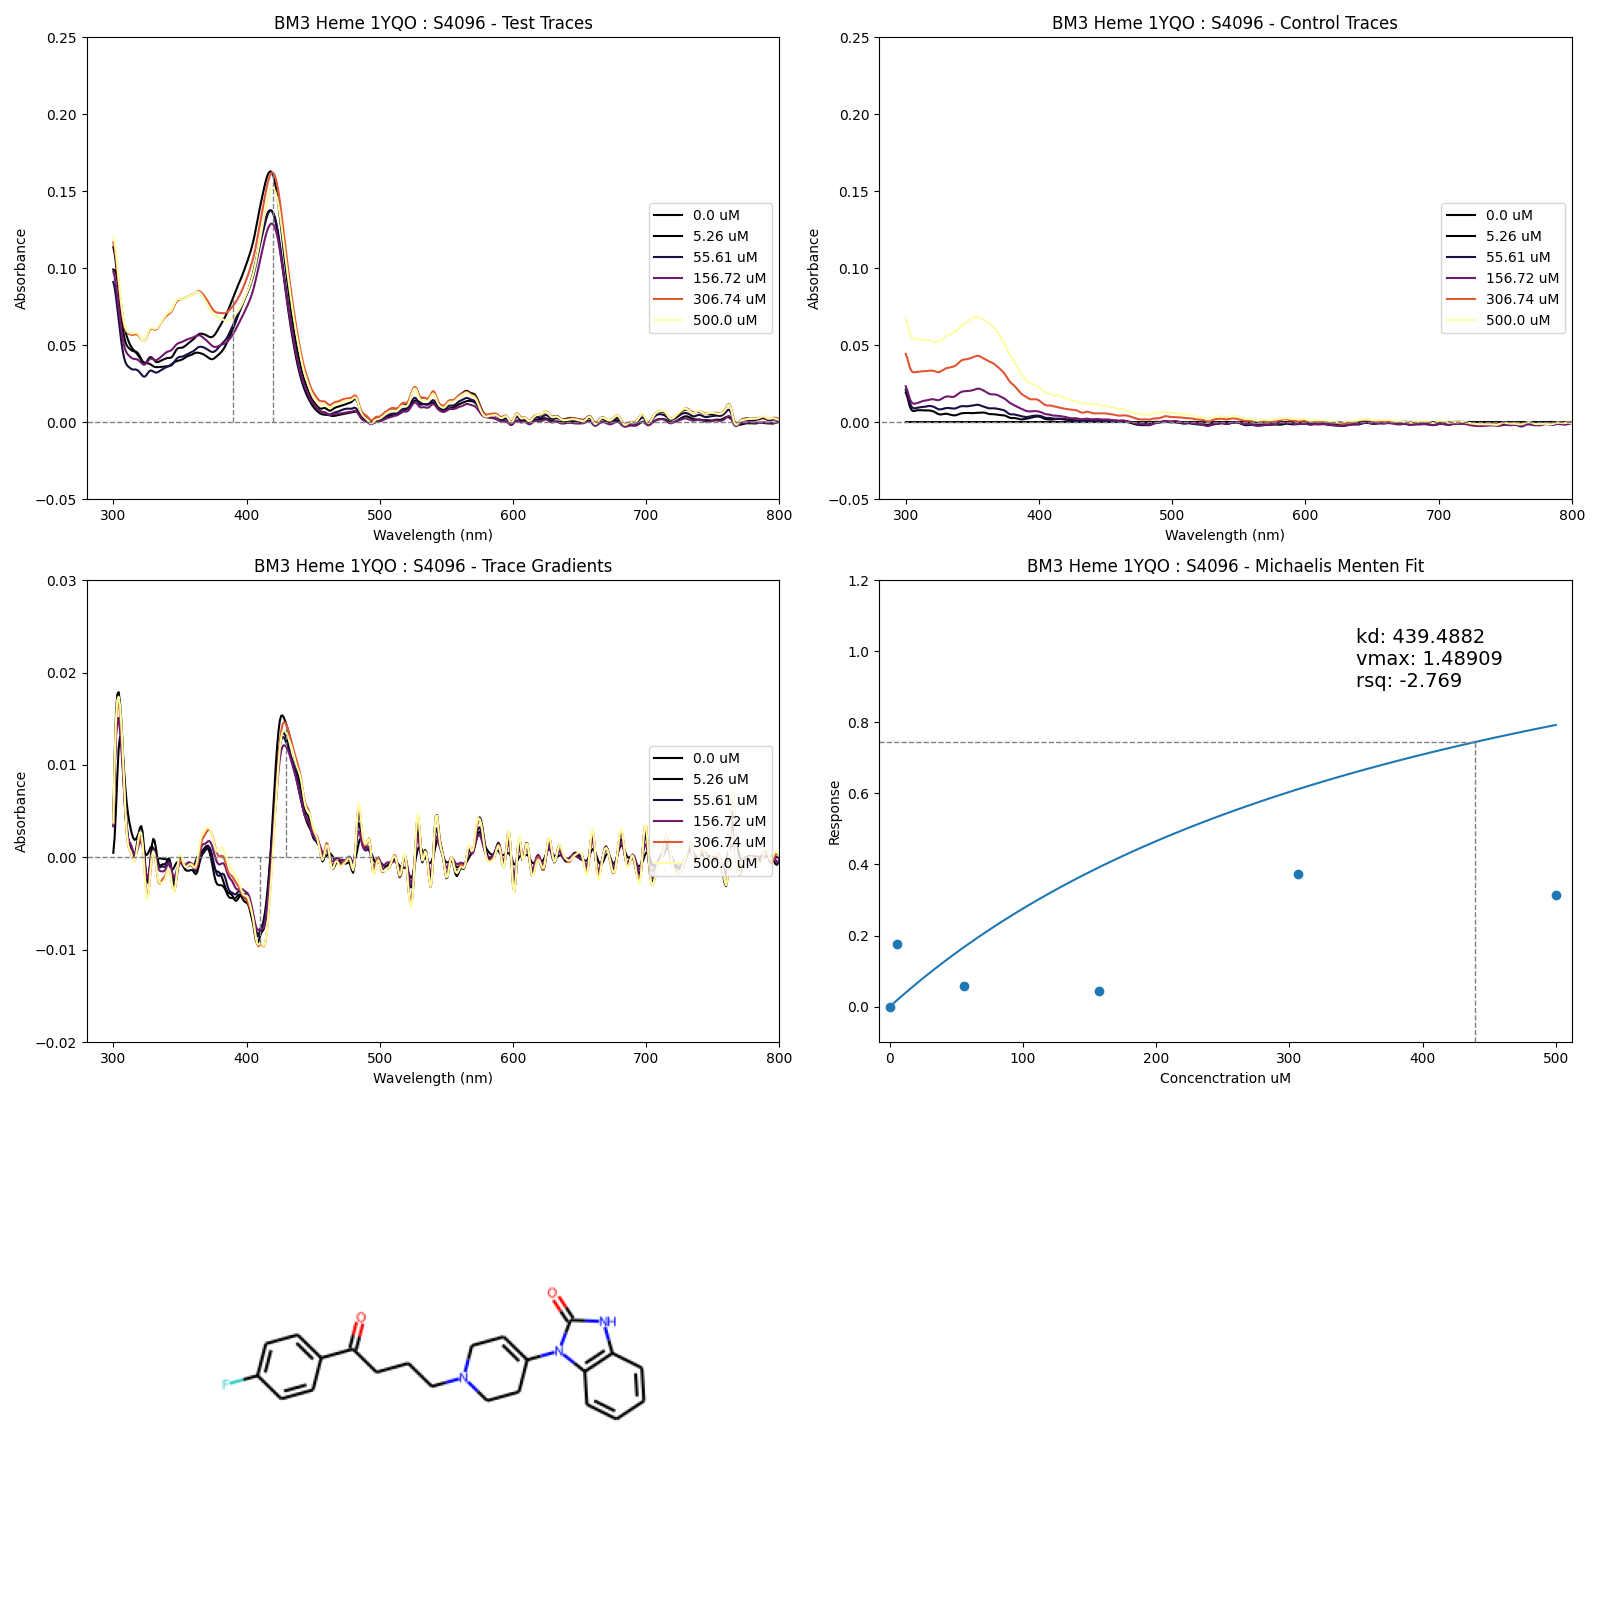 BM3 Heme 1YQO : S4096 - Test Traces
0.25
0.20
0.15
0.10
0.05
0.00
−0.05
Absorbance
300 400 500 600 700 800
Wavelength (nm)
0.0 uM
5.26 uM
55.61 uM
156.72 uM
306.74 uM
500.0 uM
BM3 Heme 1YQO : S4096 - Control Traces
0.25
0.20
0.15
0.10
0.05
0.00
−0.05
Absorbance
300 400 500 600 700 800
Wavelength (nm)
0.0 uM
5.26 uM
55.61 uM
156.72 uM
306.74 uM
500.0 uM
BM3 Heme 1YQO : S4096 - Trace Gradients
0.03
0.02
0.01
0.00
−0.01
−0.02
Absorbance
300 400 500 600 700 800
Wavelength (nm)
0.0 uM
5.26 uM
55.61 uM
156.72 uM
306.74 uM
500.0 uM
BM3 Heme 1YQO : S4096 - Michaelis Menten Fit
1.2
1.0
0.8
0.6
0.4
0.2
0.0
Response
kd: 439.4882
vmax: 1.48909
rsq: -2.769
0 100 200 300 400 500
Concenctration uM
O
O
NH
N
N
F